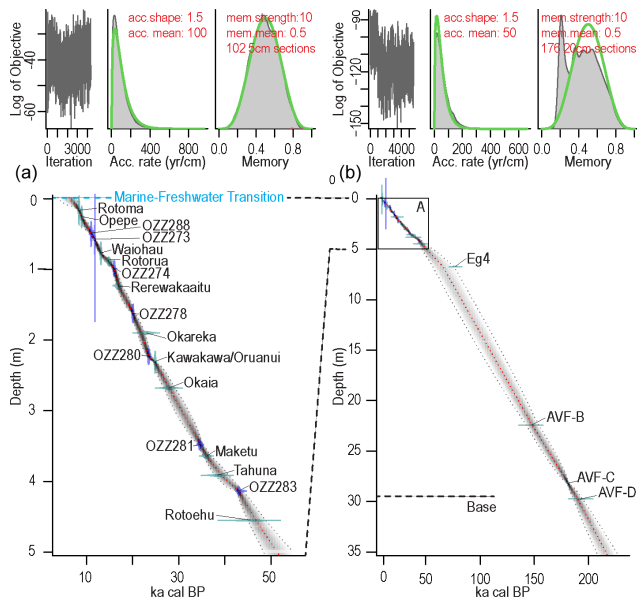 Log of Objective
-20
-40
-60
0 2000 4000
Iteration
acc.shape: 1.5
acc. mean: 100
0 400 800
Acc. rate (yr/cm)
mem.strength:10
mem.mean: 0.5
102 5cm sections
0.0 0.4 0.8
Memory
Log of Objective
-90
-120
-150
0 2000 4000
Iteration
acc.shape: 1.5
acc. mean: 50
0 200 400 600
Acc. rate (yr/cm)
mem.strength:10
mem.mean: 0.5
176 20cm sections
0.0 0.4 0.8
Memory
(a)
Marine-Freshwater Transition
Rotoma
Opepe
OZZ288
OZZ273
Waiohau
Rotorua
OZZ274
Rerewakaaitu
OZZ278
Okareka
OZZ280
Kawakawa/Oruanui
Okaia
OZZ281
Maketu
Tahuna
OZZ283
Rotoehu
Depth (m)
0
1
2
3
4
5
10 30 50
ka cal BP
(b)
0
A
Eg4
AVF-B
AVF-C
AVF-D
Base
Depth (m)
0
5
10
15
20
25
30
35
0 50 100 150 200
ka cal BP